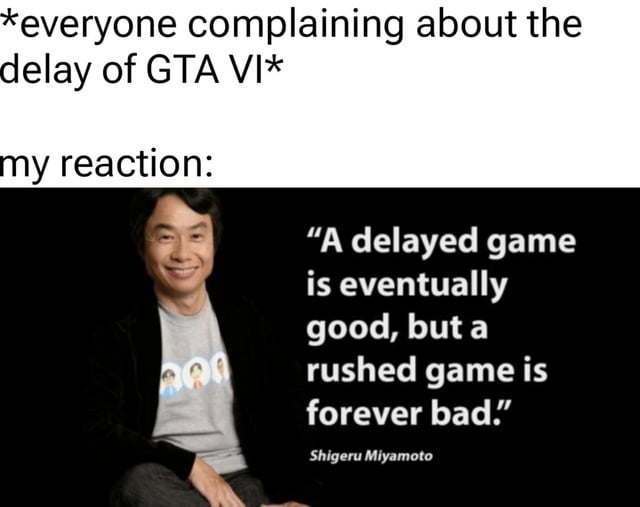 *everyone complaining about the
delay of GTA VI*
my reaction:
“A delayed game
is eventually
good, but a
rushed game is
forever bad.”
Shigeru Miyamoto